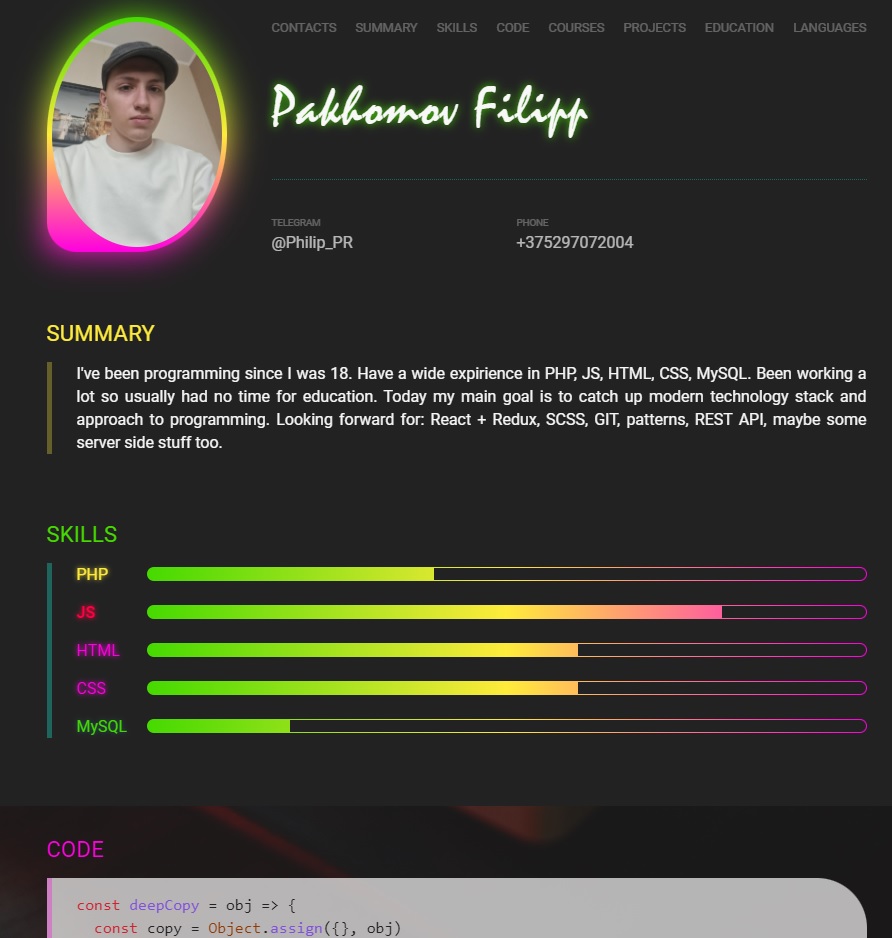 CONTACTS SUMMARY SKILLS CODE COURSES PROJECTS EDUCATION LANGUAGES
Pakhomov Filipp
TELEGRAM PHONE
@Philip_PR +375297072004
SUMMARY
I've been programming since I was 18. Have a wide expirience in PHP, JS, HTML, CSS, MySQL. Been working a
lot so usually had no time for education. Today my main goal is to catch up modern technology stack and
approach to programming. Looking forward for: React + Redux, SCSS, GIT, patterns, REST API, maybe some
server side stuff too.
SKILLS
PHP
JS
HTML
CSS
MySQL
CODE
const deepCopy = obj => {
const copy = Object.assign({}, obj)